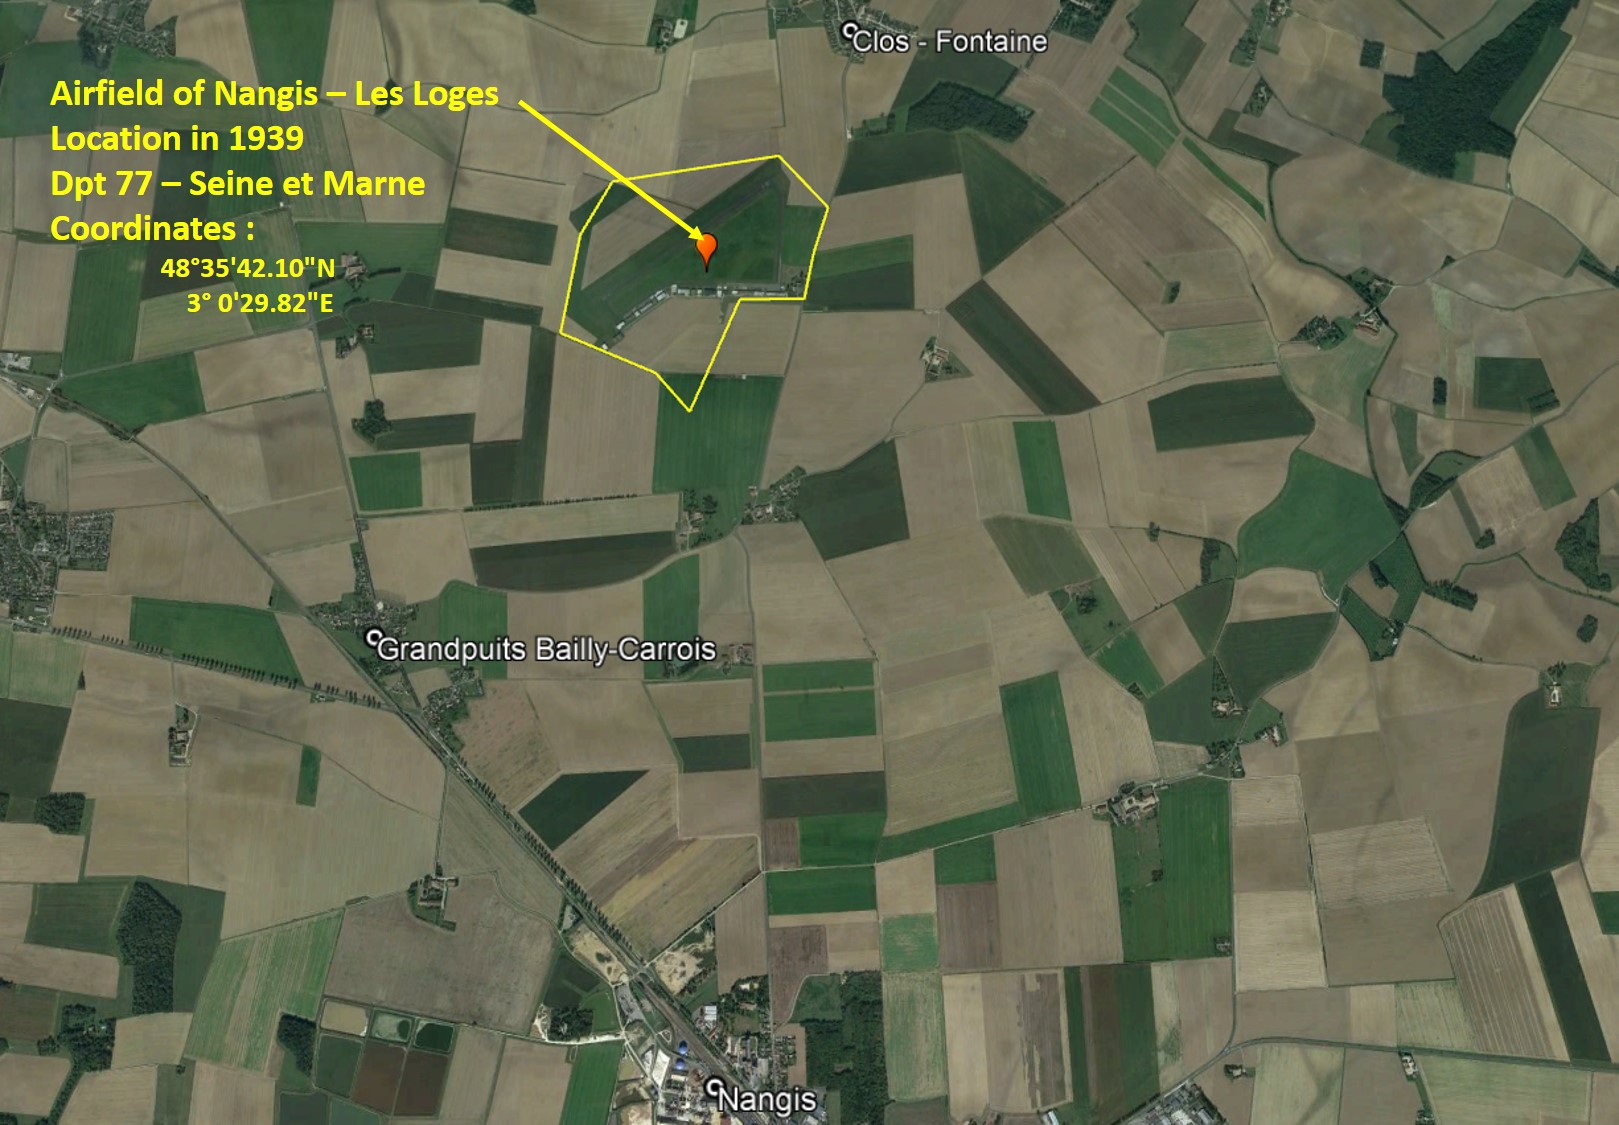 Clos - Fontaine
Airfield of Nangis – Les Loges
Location in 1939
Dpt 77 – Seine et Marne
Coordinates :
48°35'42.10"N
3° 0'29.82"E
Grandpuits Bailly-Carrois
Nangis